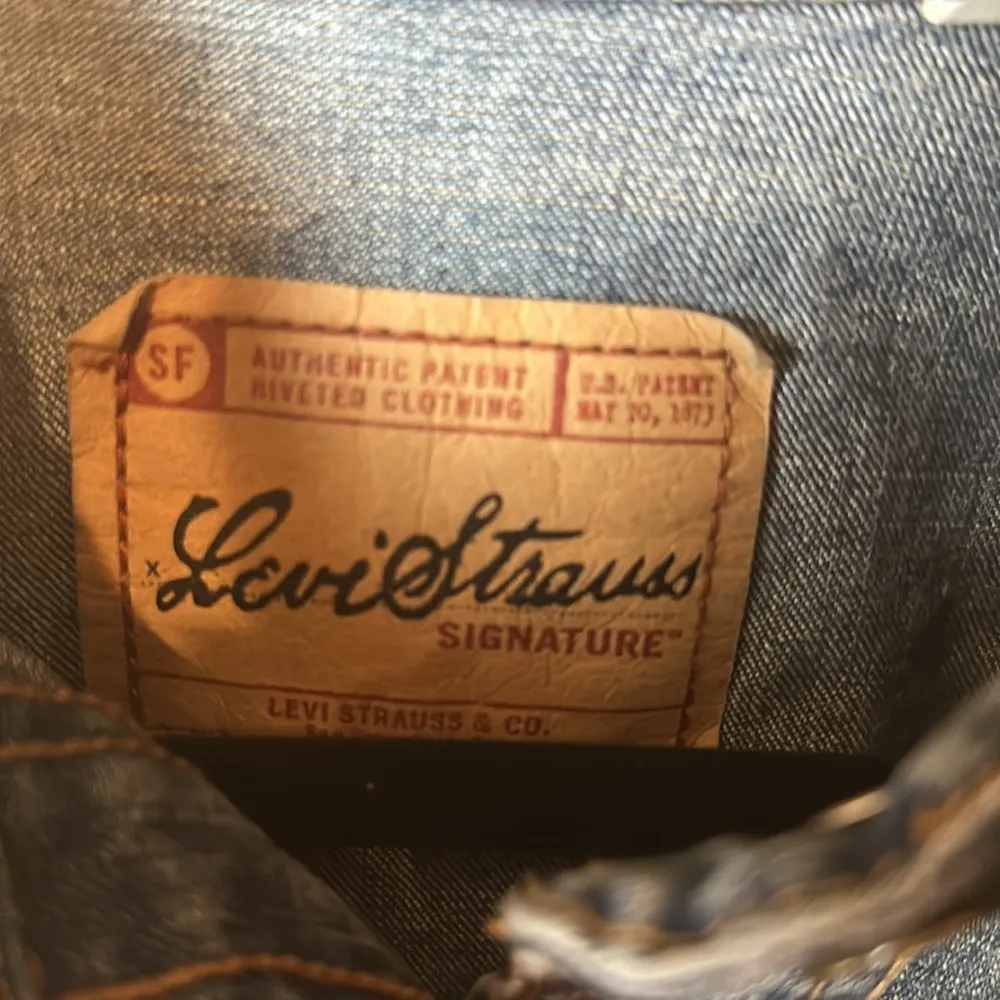 SF
AUTHENTIC PATENT
RIVETED CLOTHING
U.S. PATENT
MAY 20, 1873
x Levi Strauss
SIGNATURE™
LEVI STRAUSS & CO.